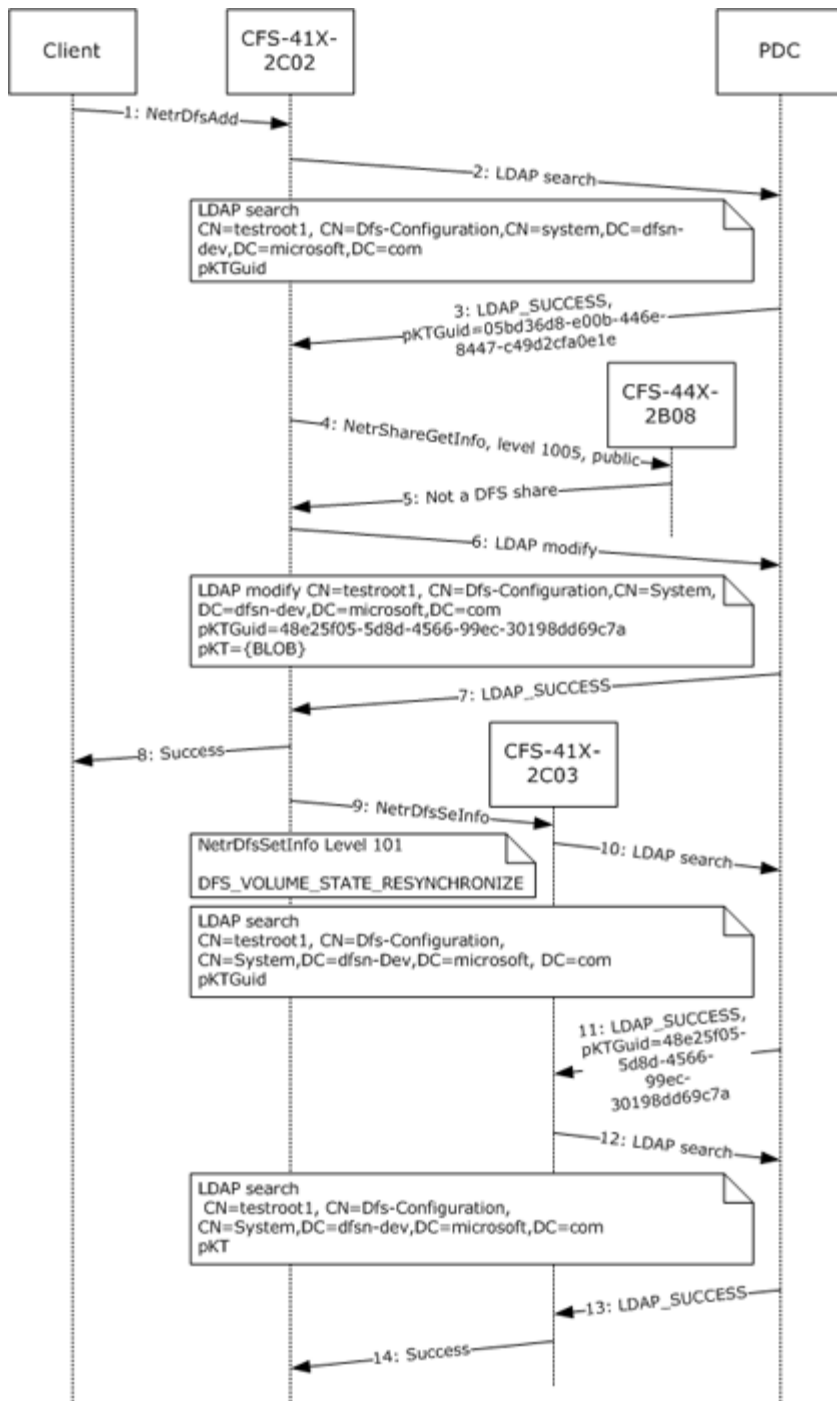 Client
CFS-41X-
2C02
PDC
1: NetrDfsAdd
2: LDAP search
LDAP search
CN=testroot1, CN=Dfs-Configuration,CN=system,DC=dfsn-
dev,DC=microsoft,DC=com
pKTGuid
3: LDAP_SUCCESS,
pKTGuid=05bd36d8-e00b-446e-
8447-c49d2cfa0e1e
CFS-44X-
2B08
4: NetrShareGetInfo, level 1005, public
5: Not a DFS share
6: LDAP modify
LDAP modify CN=testroot1, CN=Dfs-Configuration,CN=System,
DC=dfsn-dev,DC=microsoft,DC=com
pKTGuid=48e25f05-5d8d-4566-99ec-30198dd69c7a
pKT={BLOB}
7: LDAP_SUCCESS
8: Success
CFS-41X-
2C03
9: NetrDfsSeInfo
NetrDfsSetInfo Level 101
DFS_VOLUME_STATE_RESYNCHRONIZE
10: LDAP search
LDAP search
CN=testroot1, CN=Dfs-Configuration,
CN=System,DC=dfsn-Dev,DC=microsoft, DC=com
pKTGuid
11: LDAP_SUCCESS,
pKTGuid=48e25f05-
5d8d-4566-
99ec-
30198dd69c7a
12: LDAP search
LDAP search
CN=testroot1, CN=Dfs-Configuration,
CN=System,DC=dfsn-dev,DC=microsoft,DC=com
pKT
13: LDAP_SUCCESS
14: Success